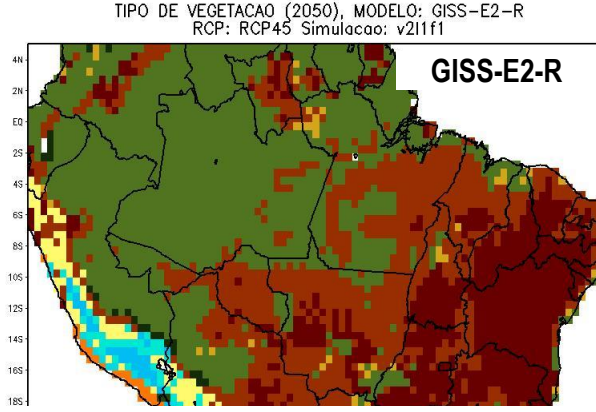 TIPO DE VEGETACAO (2050), MODELO: GISS-E2-R
RCP: RCP45 Simulacao: v2l1f1
GISS-E2-R
4N
2N
EQ
2S
4S
6S
8S
10S
12S
14S
16S
18S